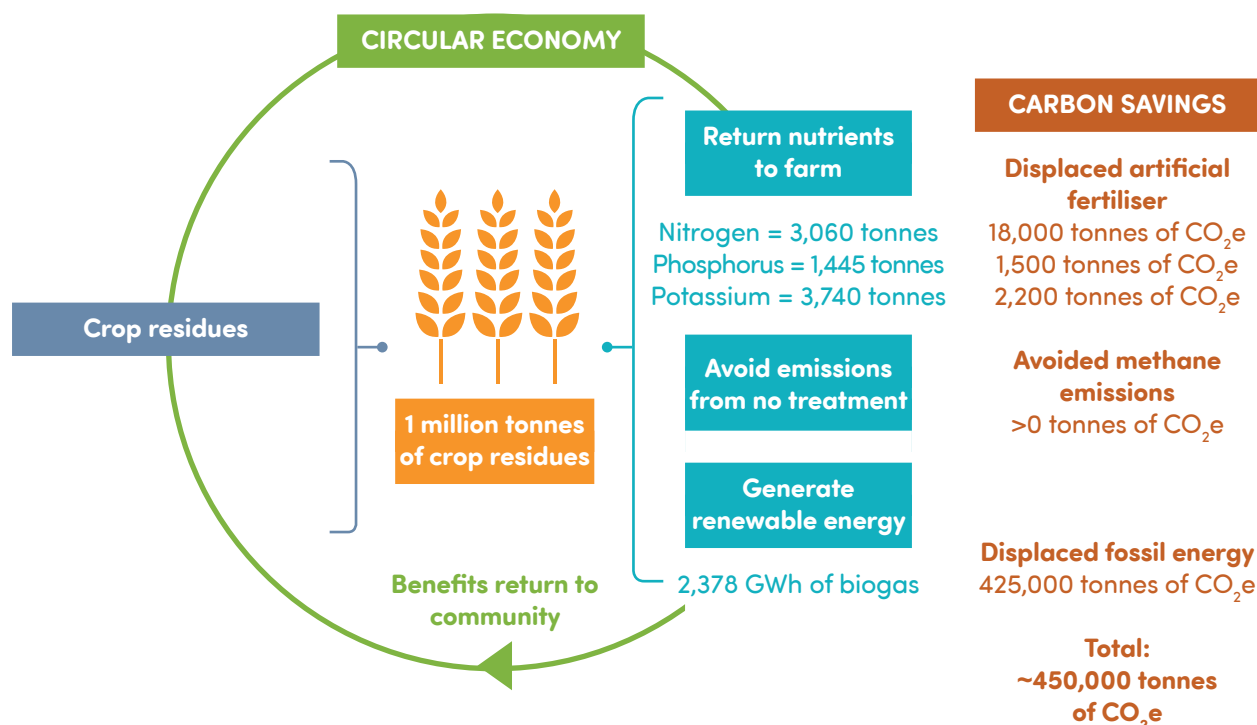 CIRCULAR ECONOMY
Crop residues
1 million tonnes
of crop residues
Benefits return to
community
Return nutrients
to farm
Nitrogen = 3,060 tonnes
Phosphorus = 1,445 tonnes
Potassium = 3,740 tonnes
Avoid emissions
from no treatment
Generate
renewable energy
2,378 GWh of biogas
CARBON SAVINGS
Displaced artificial
fertiliser
18,000 tonnes of CO₂e
1,500 tonnes of CO₂e
2,200 tonnes of CO₂e
Avoided methane
emissions
>0 tonnes of CO₂e
Displaced fossil energy
425,000 tonnes of CO₂e
Total:
~450,000 tonnes
of CO₂e